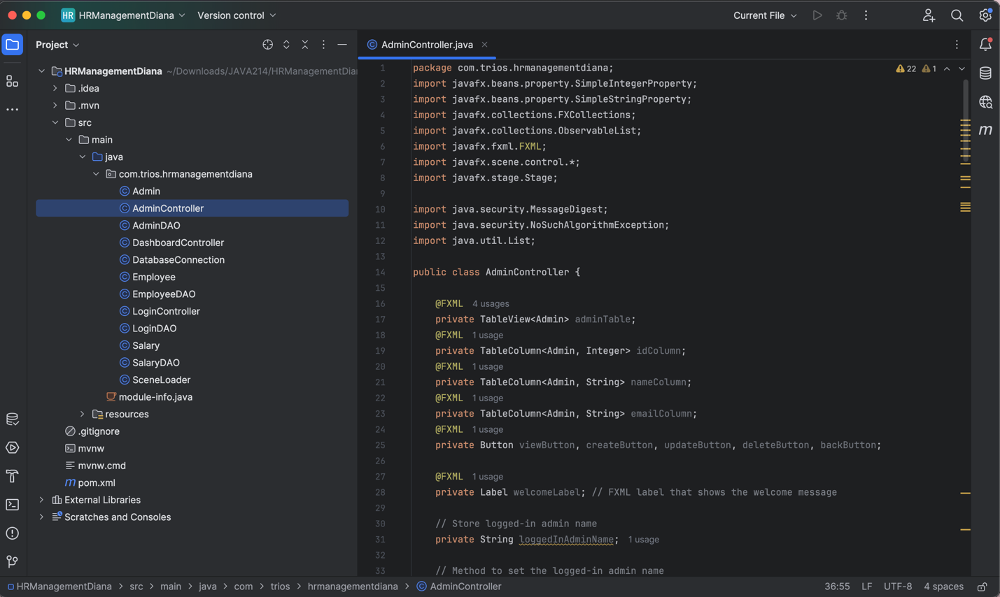 HR HRManagementDiana Version control Current File
Project
HRManagementDiana ~/Downloads/JAVA214/HRManagementDia
.idea
.mvn
src
main
java
com.trios.hrmanagementdiana
Admin
AdminController
AdminDAO
DashboardController
DatabaseConnection
Employee
EmployeeDAO
LoginController
LoginDAO
Salary
SalaryDAO
SceneLoader
module-info.java
resources
.gitignore
mvnw
mvnw.cmd
m pom.xml
External Libraries
Scratches and Consoles
AdminController.java
22 1
1 package com.trios.hrmanagementdiana;
2 import javafx.beans.property.SimpleIntegerProperty;
3 import javafx.beans.property.SimpleStringProperty;
4 import javafx.collections.FXCollections;
5 import javafx.collections.ObservableList;
6 import javafx.fxml.FXML;
7 import javafx.scene.control.*;
8 import javafx.stage.Stage;
9
10 import java.security.MessageDigest;
11 import java.security.NoSuchAlgorithmException;
12 import java.util.List;
13
14 public class AdminController {
15
16 @FXML 4 usages
17 private TableView<Admin> adminTable;
18 @FXML 1 usage
19 private TableColumn<Admin, Integer> idColumn;
20 @FXML 1 usage
21 private TableColumn<Admin, String> nameColumn;
22 @FXML 1 usage
23 private TableColumn<Admin, String> emailColumn;
24 @FXML 1 usage
25 private Button viewButton, createButton, updateButton, deleteButton, backButton;
26
27 @FXML 1 usage
28 private Label welcomeLabel; // FXML label that shows the welcome message
29
30 // Store logged-in admin name
31 private String loggedInAdminName; 1 usage
32
33 // Method to set the logged-in admin name
m
HRManagementDiana > src > main > java > com > trios > hrmanagementdiana > AdminController 36:55 LF UTF-8 4 spaces